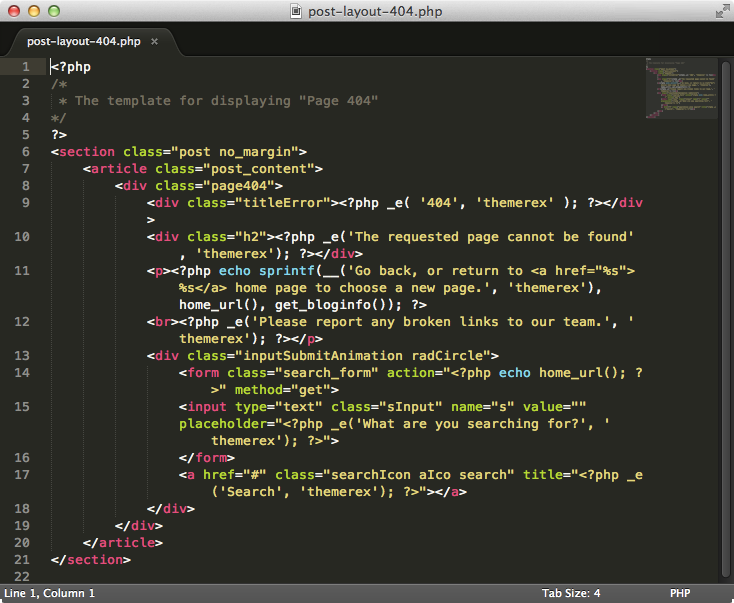 post-layout-404.php
post-layout-404.php ×
1 <?php
2 /*
3  * The template for displaying "Page 404"
4 */
5 ?>
6 <section class="post no_margin">
7     <article class="post_content">
8         <div class="page404">
9             <div class="titleError"><?php _e( '404', 'themerex' ); ?></div
>
10             <div class="h2"><?php _e('The requested page cannot be found'
, 'themerex'); ?></div>
11             <p><?php echo sprintf(__('Go back, or return to <a href="%s">
%s</a> home page to choose a new page.', 'themerex'),
home_url(), get_bloginfo()); ?>
12             <br><?php _e('Please report any broken links to our team.', '
themerex'); ?></p>
13             <div class="inputSubmitAnimation radCircle">
14                 <form class="search_form" action="<?php echo home_url(); ?
>" method="get">
15                 <input type="text" class="sInput" name="s" value=""
placeholder="<?php _e('What are you searching for?', '
themerex'); ?>">
16                 </form>
17                 <a href="#" class="searchIcon aIco search" title="<?php _e
('Search', 'themerex'); ?>"></a>
18             </div>
19         </div>
20     </article>
21 </section>
22
Line 1, Column 1 Tab Size: 4 PHP